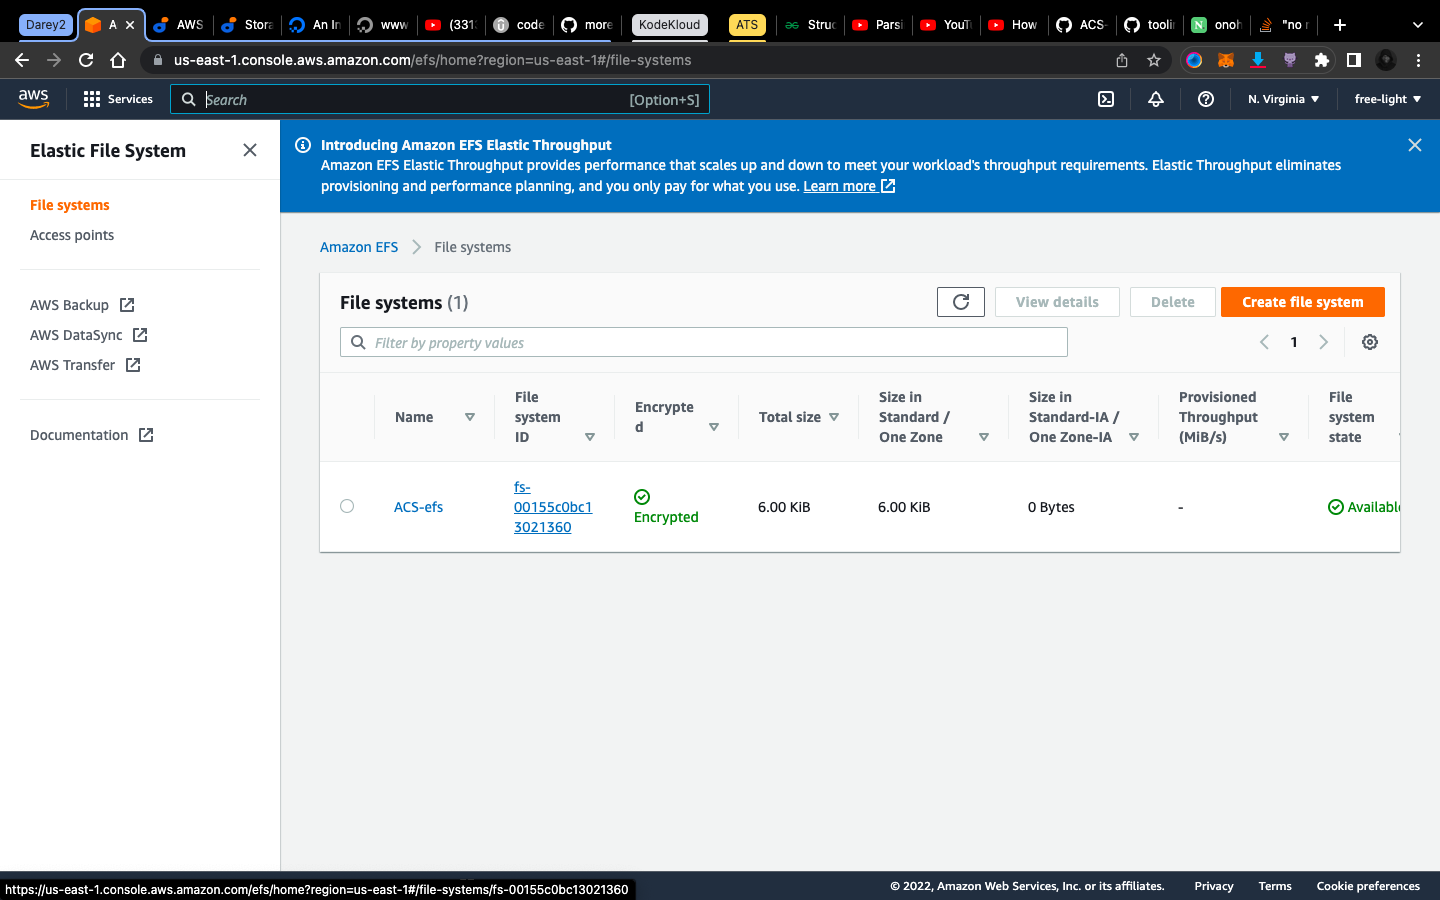 Darey2
A
AWS
Stora
An In
www
(331
code
more
KodeKloud
ATS
Struc
Parsi
YouTu
How
ACS-
toolin
onoh
"no r
us-east-1.console.aws.amazon.com/efs/home?region=us-east-1#/file-systems
aws
Services
Search
[Option+S]
N. Virginia
free-light
Elastic File System
File systems
Access points
AWS Backup
AWS DataSync
AWS Transfer
Documentation
Introducing Amazon EFS Elastic Throughput
Amazon EFS Elastic Throughput provides performance that scales up and down to meet your workload's throughput requirements. Elastic Throughput eliminates
provisioning and performance planning, and you only pay for what you use. Learn more
Amazon EFS
File systems
File systems (1)
View details
Delete
Create file system
Filter by property values
1
Name
File
system
ID
Encrypte
d
Total size
Size in
Standard /
One Zone
Size in
Standard-IA /
One Zone-IA
Provisioned
Throughput
(MiB/s)
File
system
state
ACS-efs
fs-
00155c0bc1
3021360
Encrypted
6.00 KiB
6.00 KiB
0 Bytes
-
Available
https://us-east-1.console.aws.amazon.com/efs/home?region=us-east-1#/file-systems/fs-00155c0bc13021360
© 2022, Amazon Web Services, Inc. or its affiliates.
Privacy
Terms
Cookie preferences